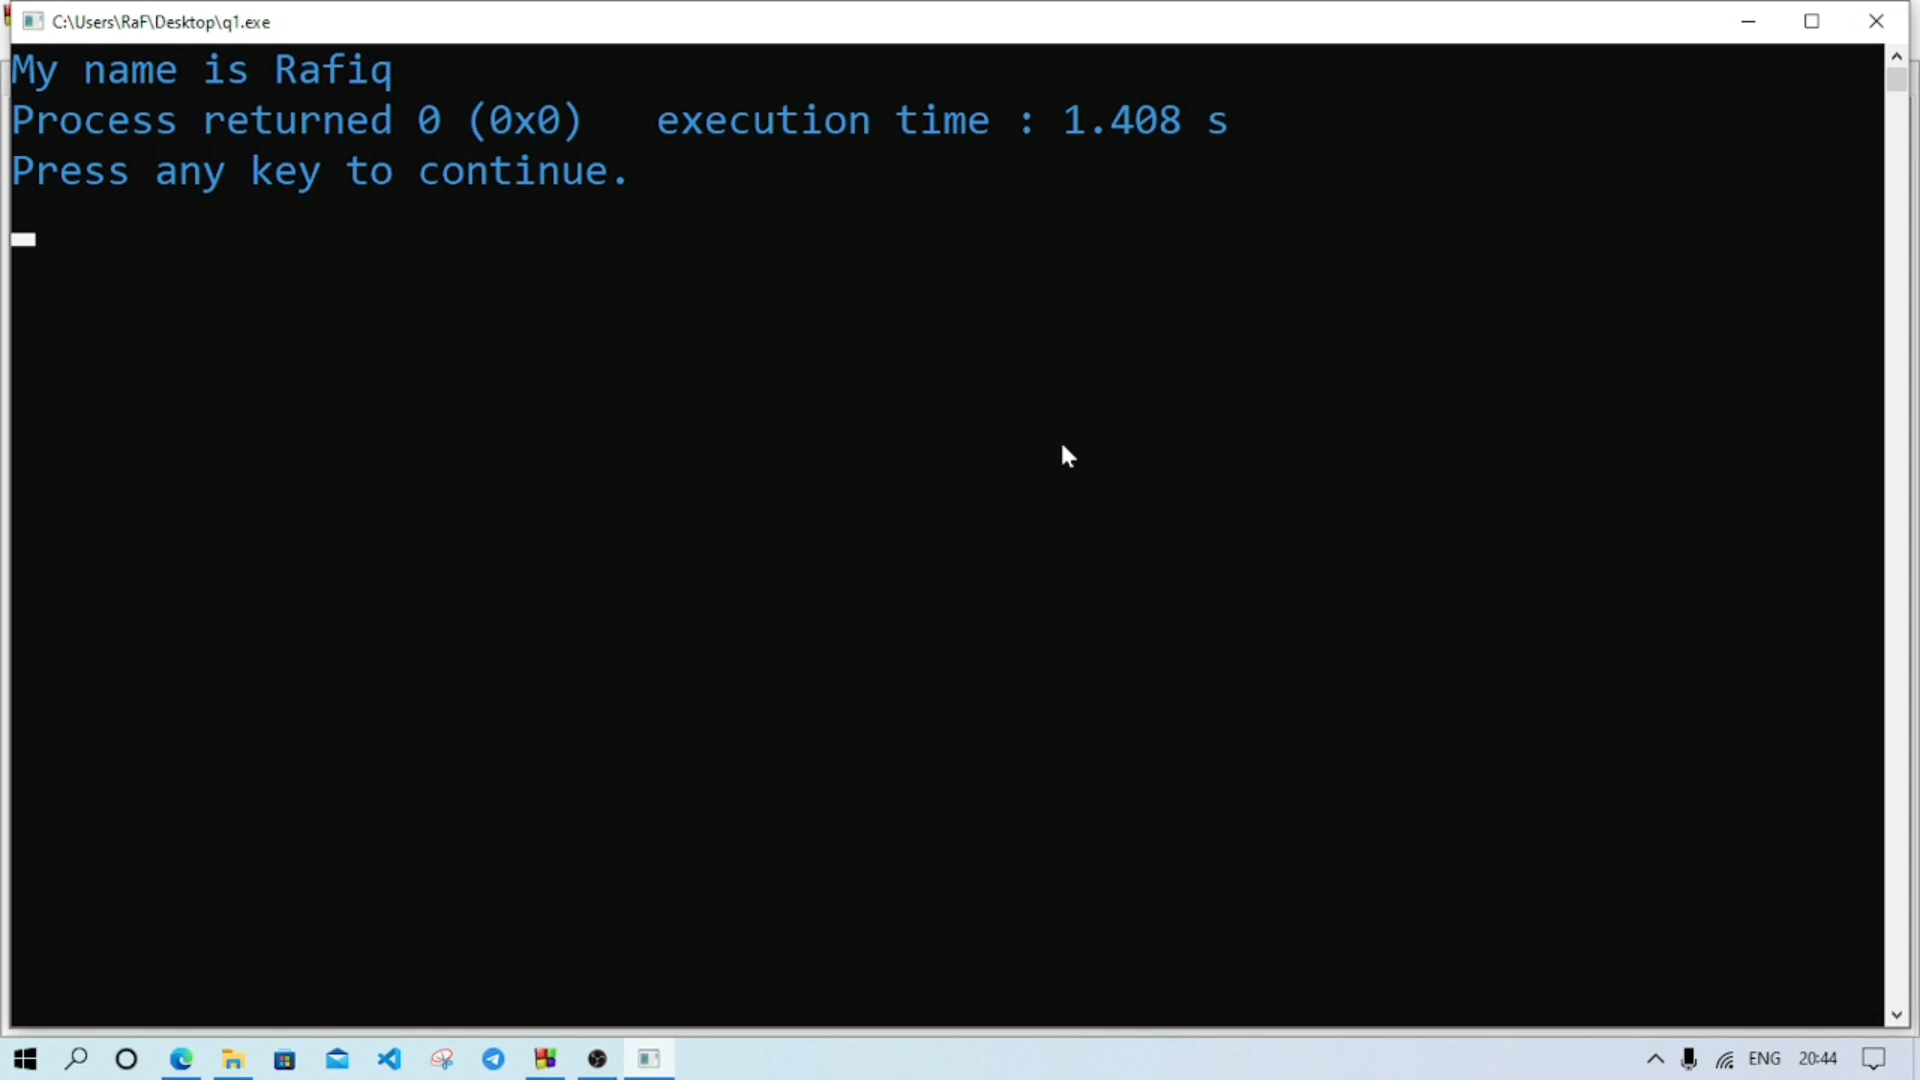 C:\Users\RaF\Desktop\q1.exe
My name is Rafiq
Process returned 0 (0x0)   execution time : 1.408 s
Press any key to continue.
ENG 20:44